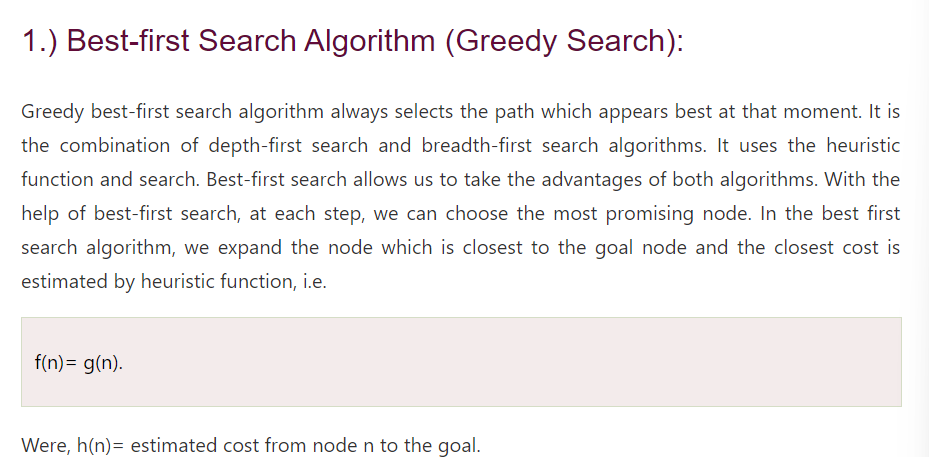 1.) Best-first Search Algorithm (Greedy Search):
Greedy best-first search algorithm always selects the path which appears best at that moment. It is
the combination of depth-first search and breadth-first search algorithms. It uses the heuristic
function and search. Best-first search allows us to take the advantages of both algorithms. With the
help of best-first search, at each step, we can choose the most promising node. In the best first
search algorithm, we expand the node which is closest to the goal node and the closest cost is
estimated by heuristic function, i.e.
f(n)= g(n).
Were, h(n)= estimated cost from node n to the goal.